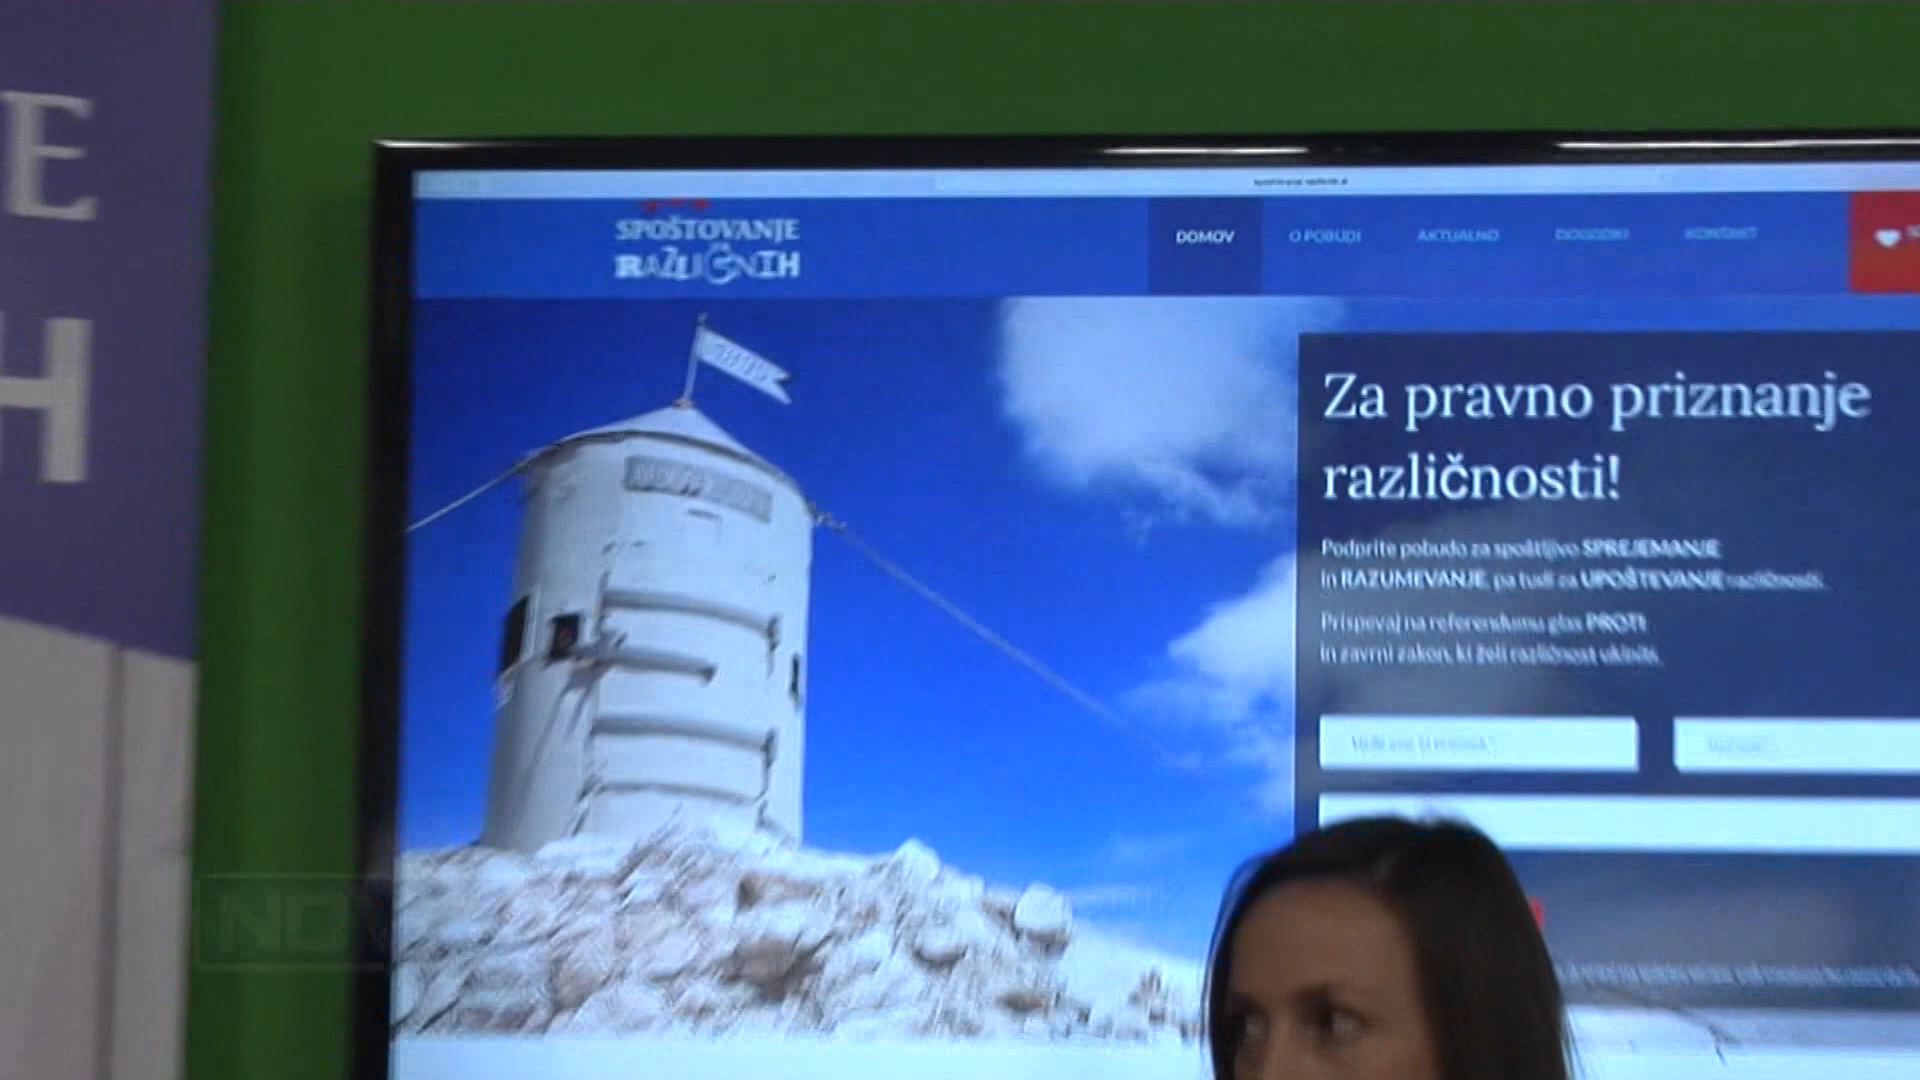 E
H
SPOŠTOVANJE
RAZLIČNIH
DOMOV
O POBUDI
AKTUALNO
DOGODKI
KONTAKT
1895
Za pravno priznanje
različnosti!
Podprite pobudo za spoštljivo SPREJEMANJE
in RAZUMEVANJE, pa tudi za UPOŠTEVANJE različnosti.
Prispevaj na referendumu glas PROTI
in zavrni zakon, ki želi različnost ukiniti.